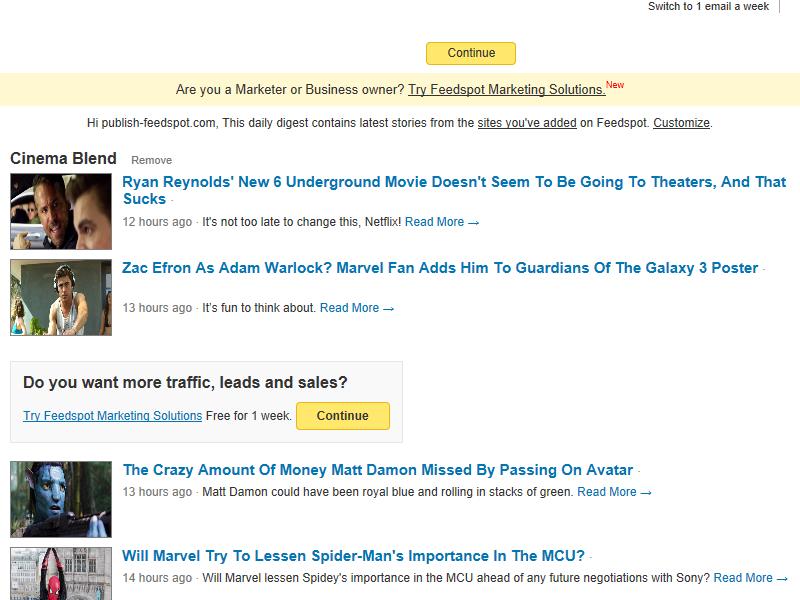 Switch to 1 email a week
Continue
Are you a Marketer or Business owner? Try Feedspot Marketing Solutions.New
Hi publish-feedspot.com, This daily digest contains latest stories from the sites you've added on Feedspot. Customize.
Cinema Blend Remove
Ryan Reynolds' New 6 Underground Movie Doesn't Seem To Be Going To Theaters, And That
Sucks -
12 hours ago · It's not too late to change this, Netflix! Read More →
Zac Efron As Adam Warlock? Marvel Fan Adds Him To Guardians Of The Galaxy 3 Poster -
13 hours ago · It's fun to think about. Read More →
Do you want more traffic, leads and sales?
Try Feedspot Marketing Solutions Free for 1 week. Continue
The Crazy Amount Of Money Matt Damon Missed By Passing On Avatar -
13 hours ago · Matt Damon could have been royal blue and rolling in stacks of green. Read More →
Will Marvel Try To Lessen Spider-Man's Importance In The MCU? -
14 hours ago · Will Marvel lessen Spidey's importance in the MCU ahead of any future negotiations with Sony? Read More →